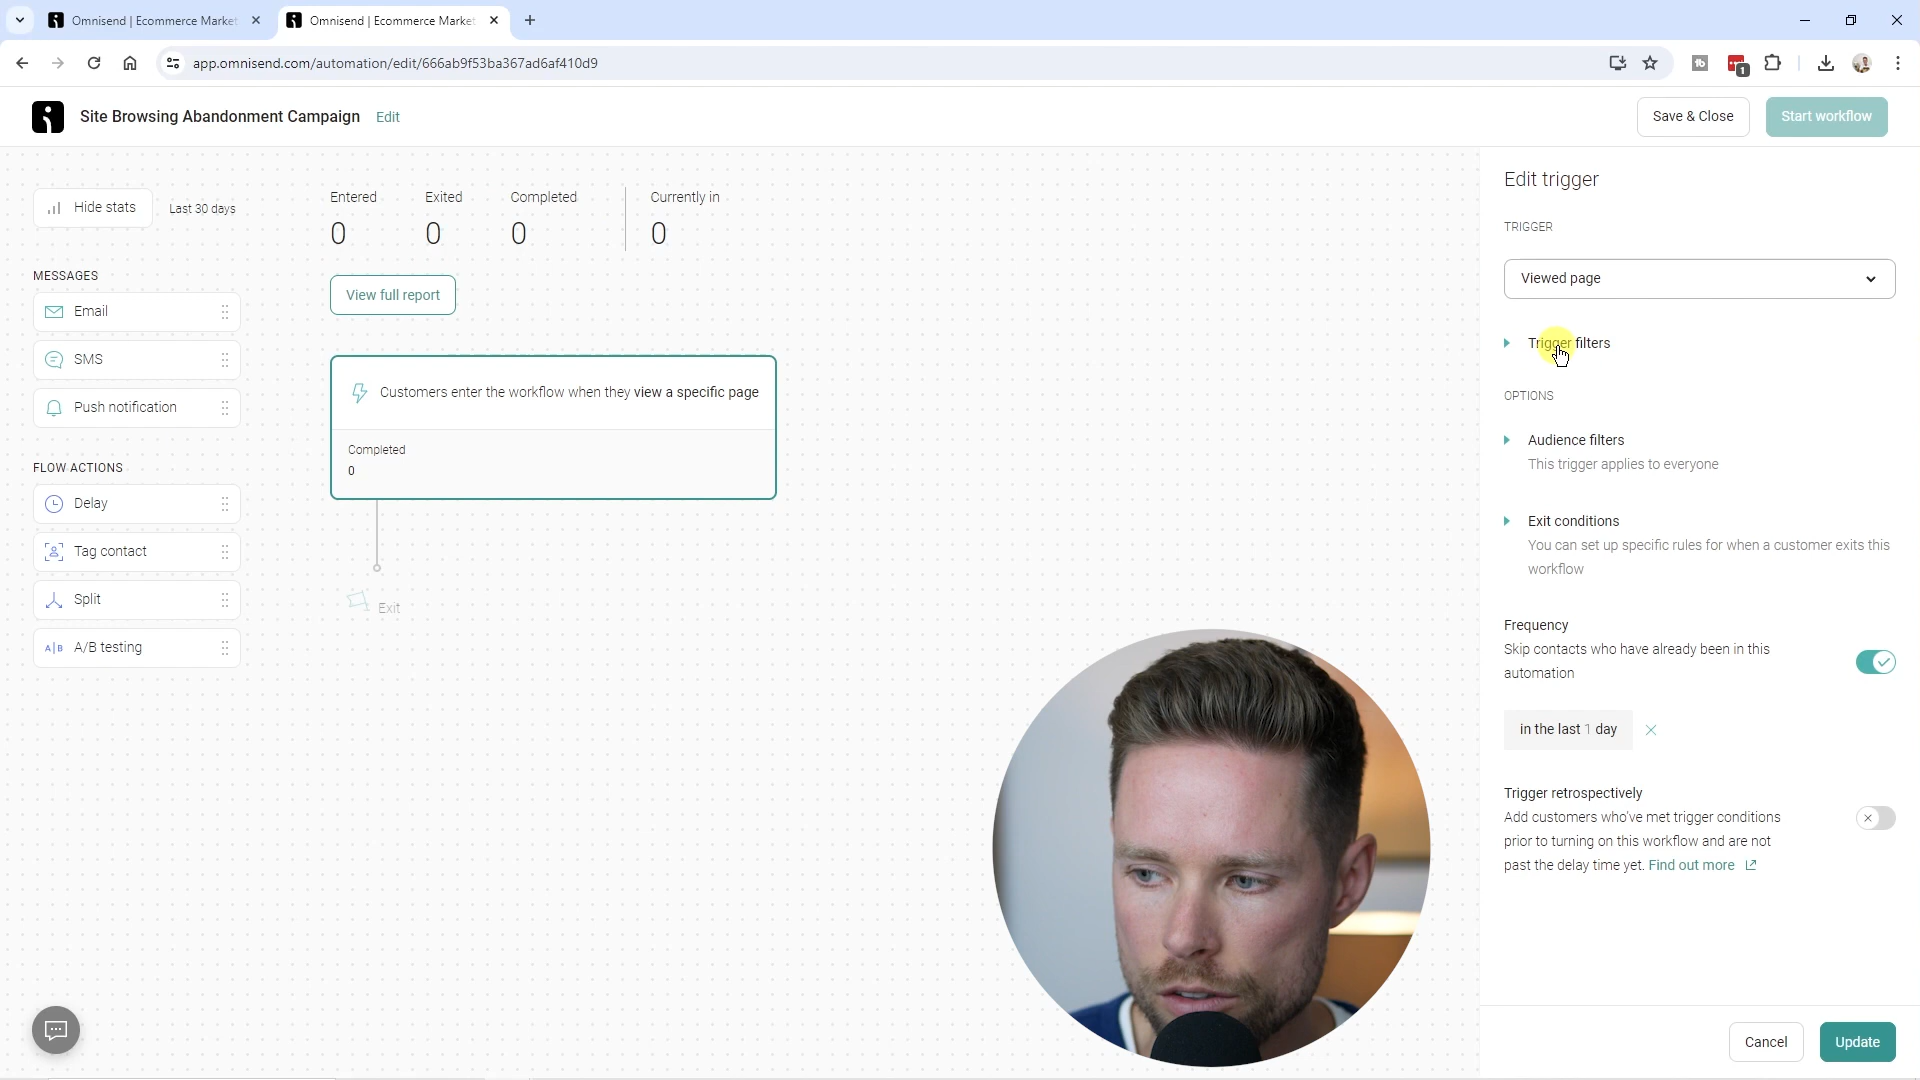 Omnisend | Ecommerce Market
Omnisend | Ecommerce Market
app.omnisend.com/automation/edit/666ab9f53ba367ad6af410d9
1
Site Browsing Abandonment Campaign
Edit
Save & Close
Start workflow
Hide stats
Last 30 days
Entered
Exited
Completed
Currently in
0
0
0
0
View full report
MESSAGES
Email
SMS
Push notification
FLOW ACTIONS
Delay
Tag contact
Split
A|B
A/B testing
Customers enter the workflow when they view a specific page
Completed
0
Exit
Edit trigger
TRIGGER
Viewed page
Trigger filters
OPTIONS
Audience filters
This trigger applies to everyone
Exit conditions
You can set up specific rules for when a customer exits this
workflow
Frequency
Skip contacts who have already been in this
automation
in the last 1 day
Trigger retrospectively
Add customers who've met trigger conditions
prior to turning on this workflow and are not
past the delay time yet. Find out more
Cancel
Update